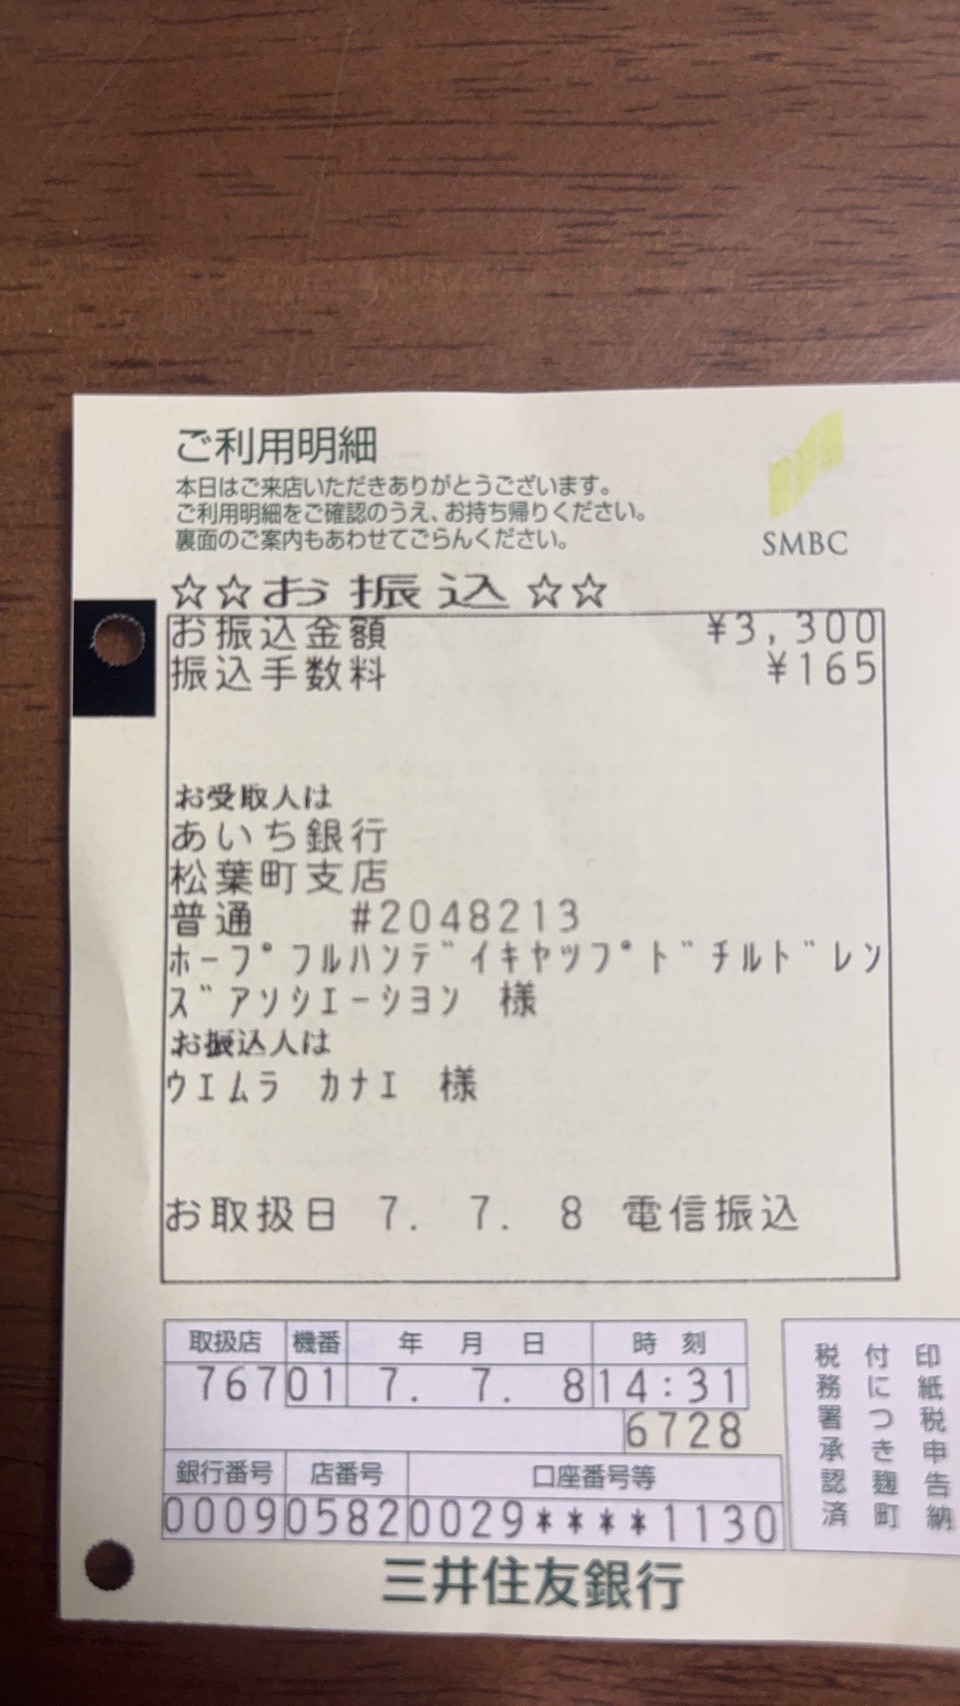 ご利用明細
本日はご来店いただきありがとうございます。
ご利用明細をご確認のうえ、お持ち帰りください。
裏面のご案内もあわせてごらんください。
SMBC
☆☆お振込☆☆
お振込金額 ¥3,300
振込手数料 ¥165
お受取人は
あいち銀行
松葉町支店
普通 #2048213
ホープフルハンディキャップドチルドレン
ズアソシエーション 様
お振込人は
ウエムラ カナエ 様
お取扱日 7. 7. 8 電信振込
取扱店 機番 年 月 日 時 刻
767 01 7. 7. 8 14:31
6728
銀行番号 店番号 口座番号等
0009 0582 0029****1130
印紙税申告納
付につき麹町
税務署承認済
三井住友銀行